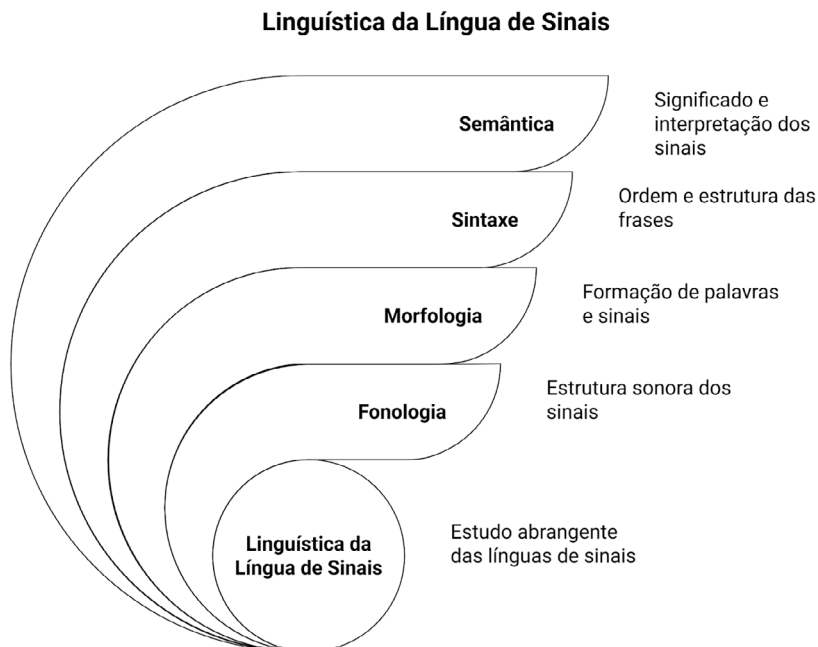 Linguística da Língua de Sinais
Semântica
Significado e
interpretação dos
sinais
Sintaxe
Ordem e estrutura das
frases
Morfologia
Formação de palavras
e sinais
Fonologia
Estrutura sonora dos
sinais
Linguística da
Língua de Sinais
Estudo abrangente
das línguas de sinais